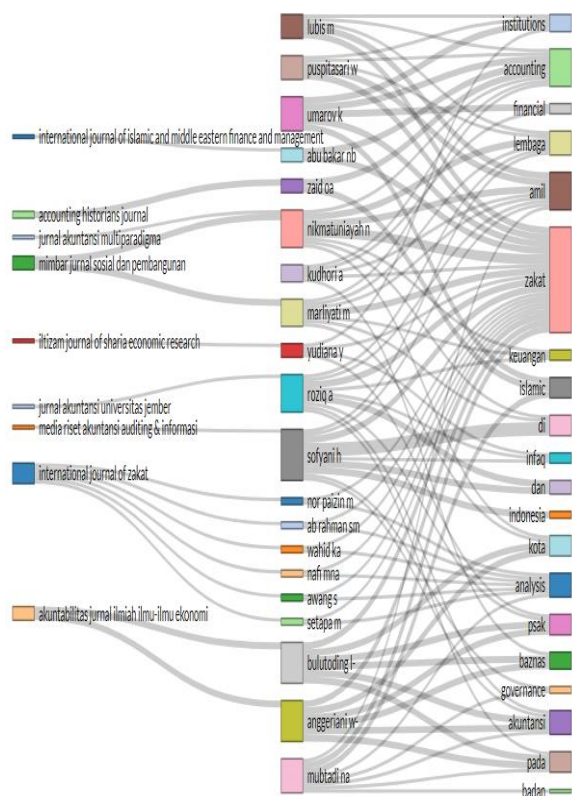 international journal of islamic and middle eastern finance and management
accounting historians journal
jurnal akuntansi multiparadigma
mimbar jurnal sosial dan pembangunan
iltizam journal of sharia economic research
jurnal akuntansi universitas jember
media riset akuntansi auditing & informasi
international journal of zakat
akuntabilitas jurnal ilmiah ilmu-ilmu ekonomi
lubis m
puspitasari w
umarov k
abu bakar nb
zaid oa
nikmatuniayah n
kudhori a
marliyati m
yudiana y
roziq a
sofyani h
nor paizin m
ab rahman sm
wahid ka
nafi mna
awang s
setapa m
bulutoding l-
anggeriani w-
mubtadi na
institutions
accounting
financial
lembaga
amil
zakat
keuangan
islamic
di
infaq
dan
indonesia
kota
analysis
psak
baznas
governance
akuntansi
pada
badan